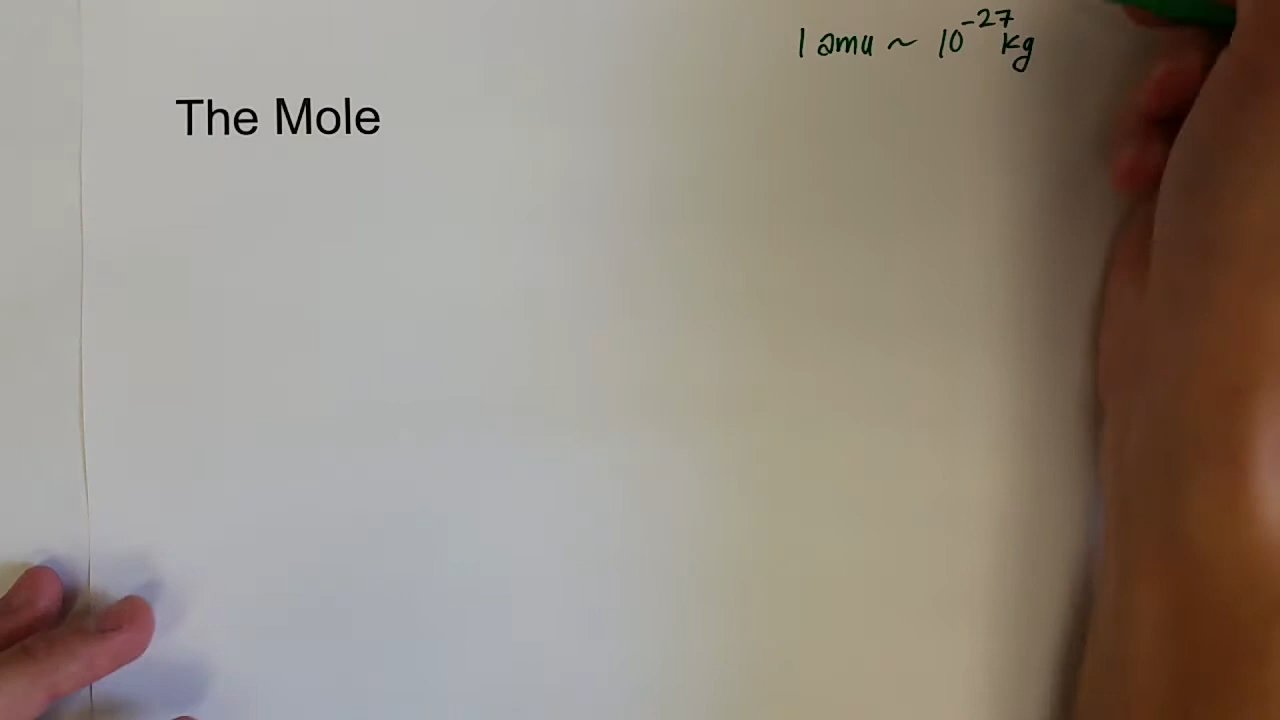 1 amu ~ 10⁻²⁷ kg
The Mole